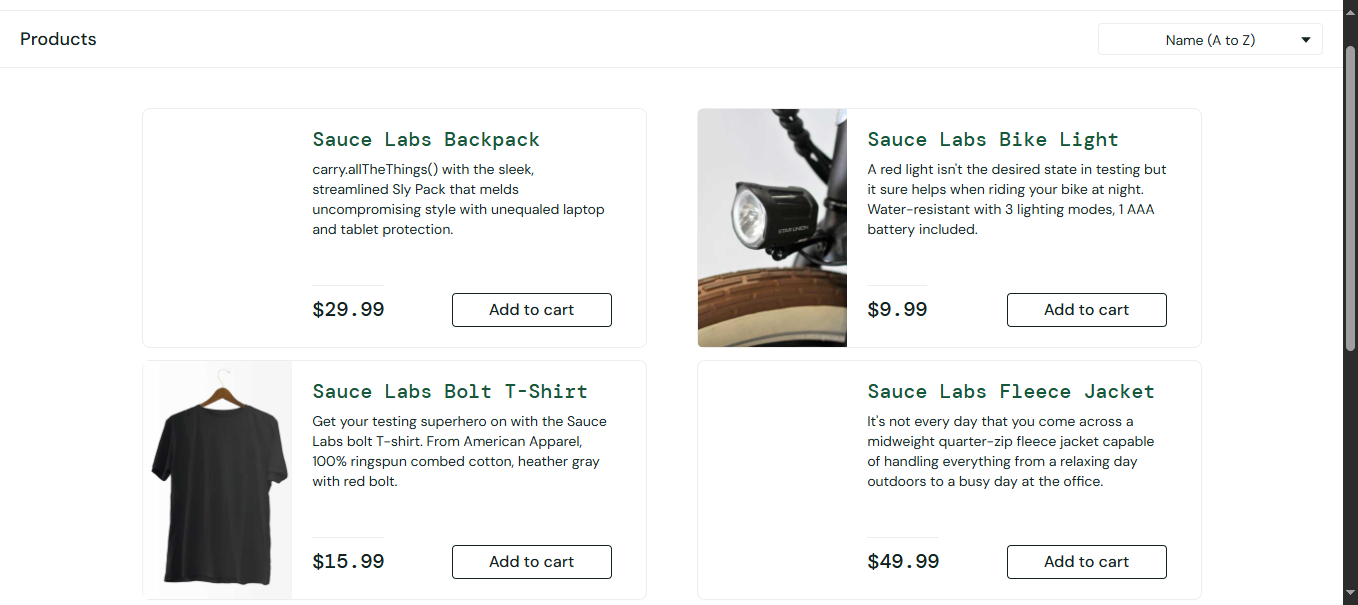 Products
Name (A to Z)
Sauce Labs Backpack
carry.allTheThings() with the sleek,
streamlined Sly Pack that melds
uncompromising style with unequaled laptop
and tablet protection.
$29.99
Add to cart
Sauce Labs Bike Light
A red light isn't the desired state in testing but
it sure helps when riding your bike at night.
Water-resistant with 3 lighting modes, 1 AAA
battery included.
$9.99
Add to cart
STAR UNION
Sauce Labs Bolt T-Shirt
Get your testing superhero on with the Sauce
Labs bolt T-shirt. From American Apparel,
100% ringspun combed cotton, heather gray
with red bolt.
$15.99
Add to cart
Sauce Labs Fleece Jacket
It's not every day that you come across a
midweight quarter-zip fleece jacket capable
of handling everything from a relaxing day
outdoors to a busy day at the office.
$49.99
Add to cart